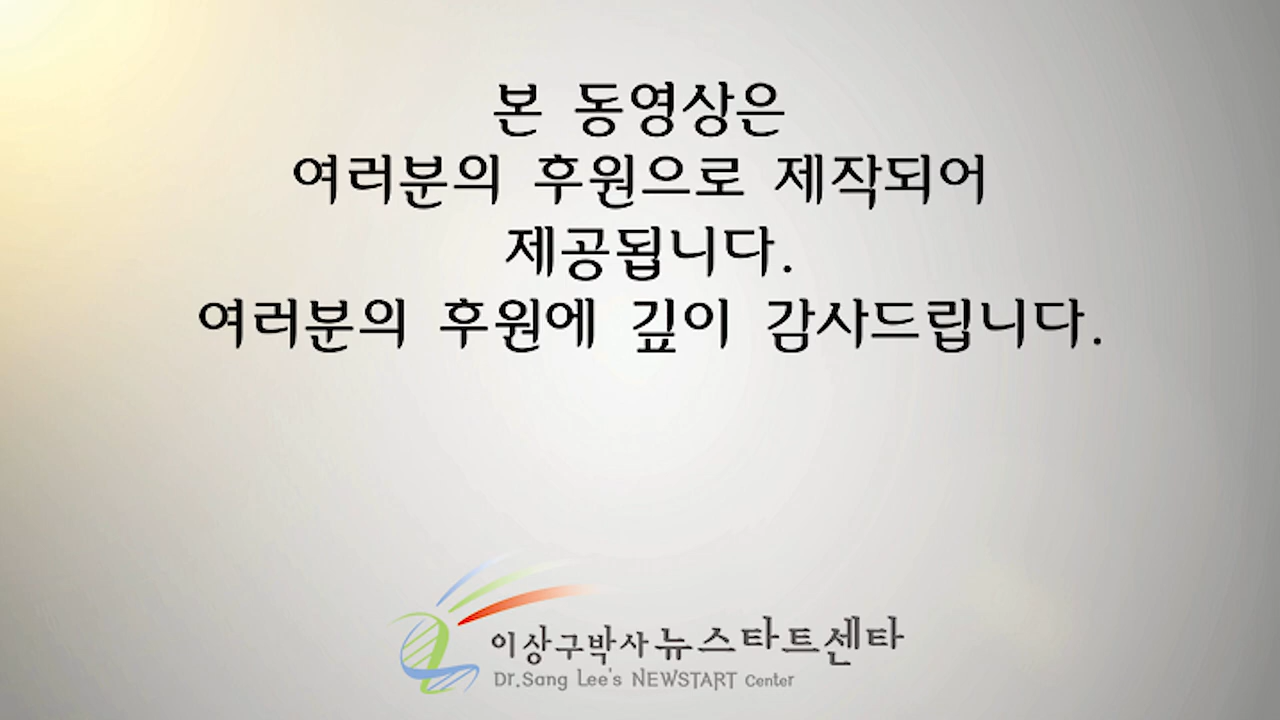 본 동영상은
여러분의 후원으로 제작되어
제공됩니다.
여러분의 후원에 깊이 감사드립니다.
이상구박사 뉴스타트센타
Dr.Sang Lee's NEWSTART Center